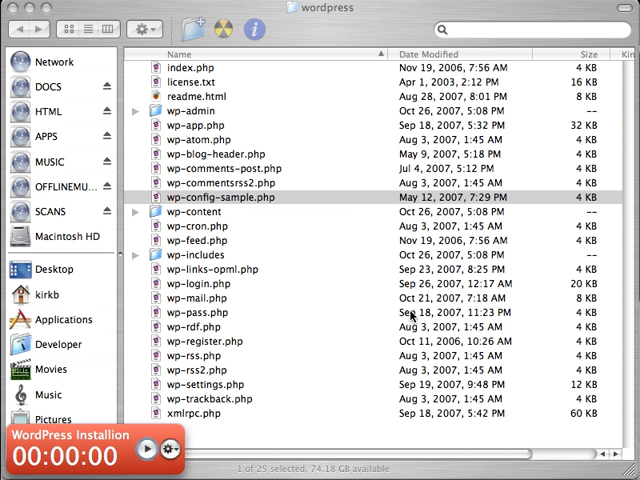 wordpress
Name Date Modified Size Kin
Network
DOCS
HTML
APPS
MUSIC
OFFLINEMU...
SCANS
Macintosh HD
Desktop
kirkb
Applications
Developer
Movies
Music
Pictures
index.php Nov 19, 2006, 7:56 AM 4 KB
license.txt Apr 1, 2003, 2:12 PM 16 KB
readme.html Aug 28, 2007, 8:01 PM 8 KB
wp-admin Oct 26, 2007, 5:08 PM --
wp-app.php Sep 18, 2007, 5:32 PM 32 KB
wp-atom.php Aug 3, 2007, 1:45 AM 4 KB
wp-blog-header.php May 9, 2007, 5:18 PM 4 KB
wp-comments-post.php Jul 4, 2007, 5:12 PM 4 KB
wp-commentsrss2.php Aug 3, 2007, 1:45 AM 4 KB
wp-config-sample.php May 12, 2007, 7:29 PM 4 KB
wp-content Oct 26, 2007, 5:08 PM --
wp-cron.php Aug 3, 2007, 1:45 AM 4 KB
wp-feed.php Nov 19, 2006, 7:56 AM 4 KB
wp-includes Oct 26, 2007, 5:08 PM --
wp-links-opml.php Sep 23, 2007, 8:25 PM 4 KB
wp-login.php Sep 26, 2007, 12:17 AM 20 KB
wp-mail.php Oct 21, 2007, 7:18 AM 8 KB
wp-pass.php Sep 18, 2007, 11:23 PM 4 KB
wp-rdf.php Aug 3, 2007, 1:45 AM 4 KB
wp-register.php Oct 11, 2006, 10:26 AM 4 KB
wp-rss.php Aug 3, 2007, 1:45 AM 4 KB
wp-rss2.php Aug 3, 2007, 1:45 AM 4 KB
wp-settings.php Sep 19, 2007, 9:48 PM 12 KB
wp-trackback.php Aug 3, 2007, 1:45 AM 4 KB
xmlrpc.php Sep 18, 2007, 5:42 PM 60 KB
WordPress Installion
00:00:00
1 of 25 selected, 74.18 GB available